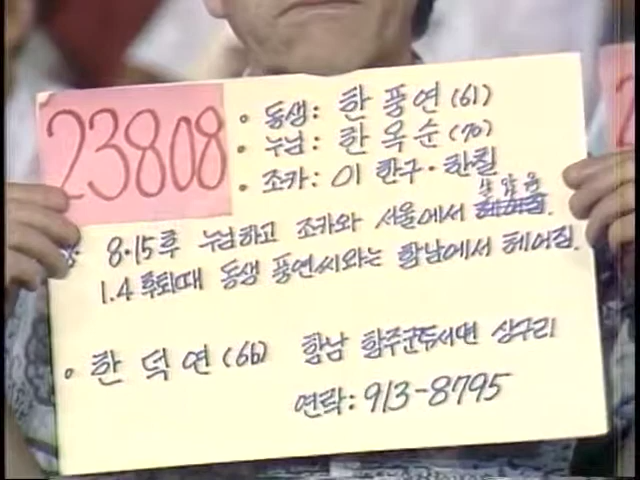 23808
• 동생: 한풍연(61)
• 누님: 한옥순(70)
• 조카: 이한구·한칠
※ 8·15후 누님하고 조카와 서울에서
1.4 후퇴때 동생 풍연씨와는 함남에서 헤어짐.
• 한덕연(66) 함남 함주군 주서면 상구리
연락: 913-8795